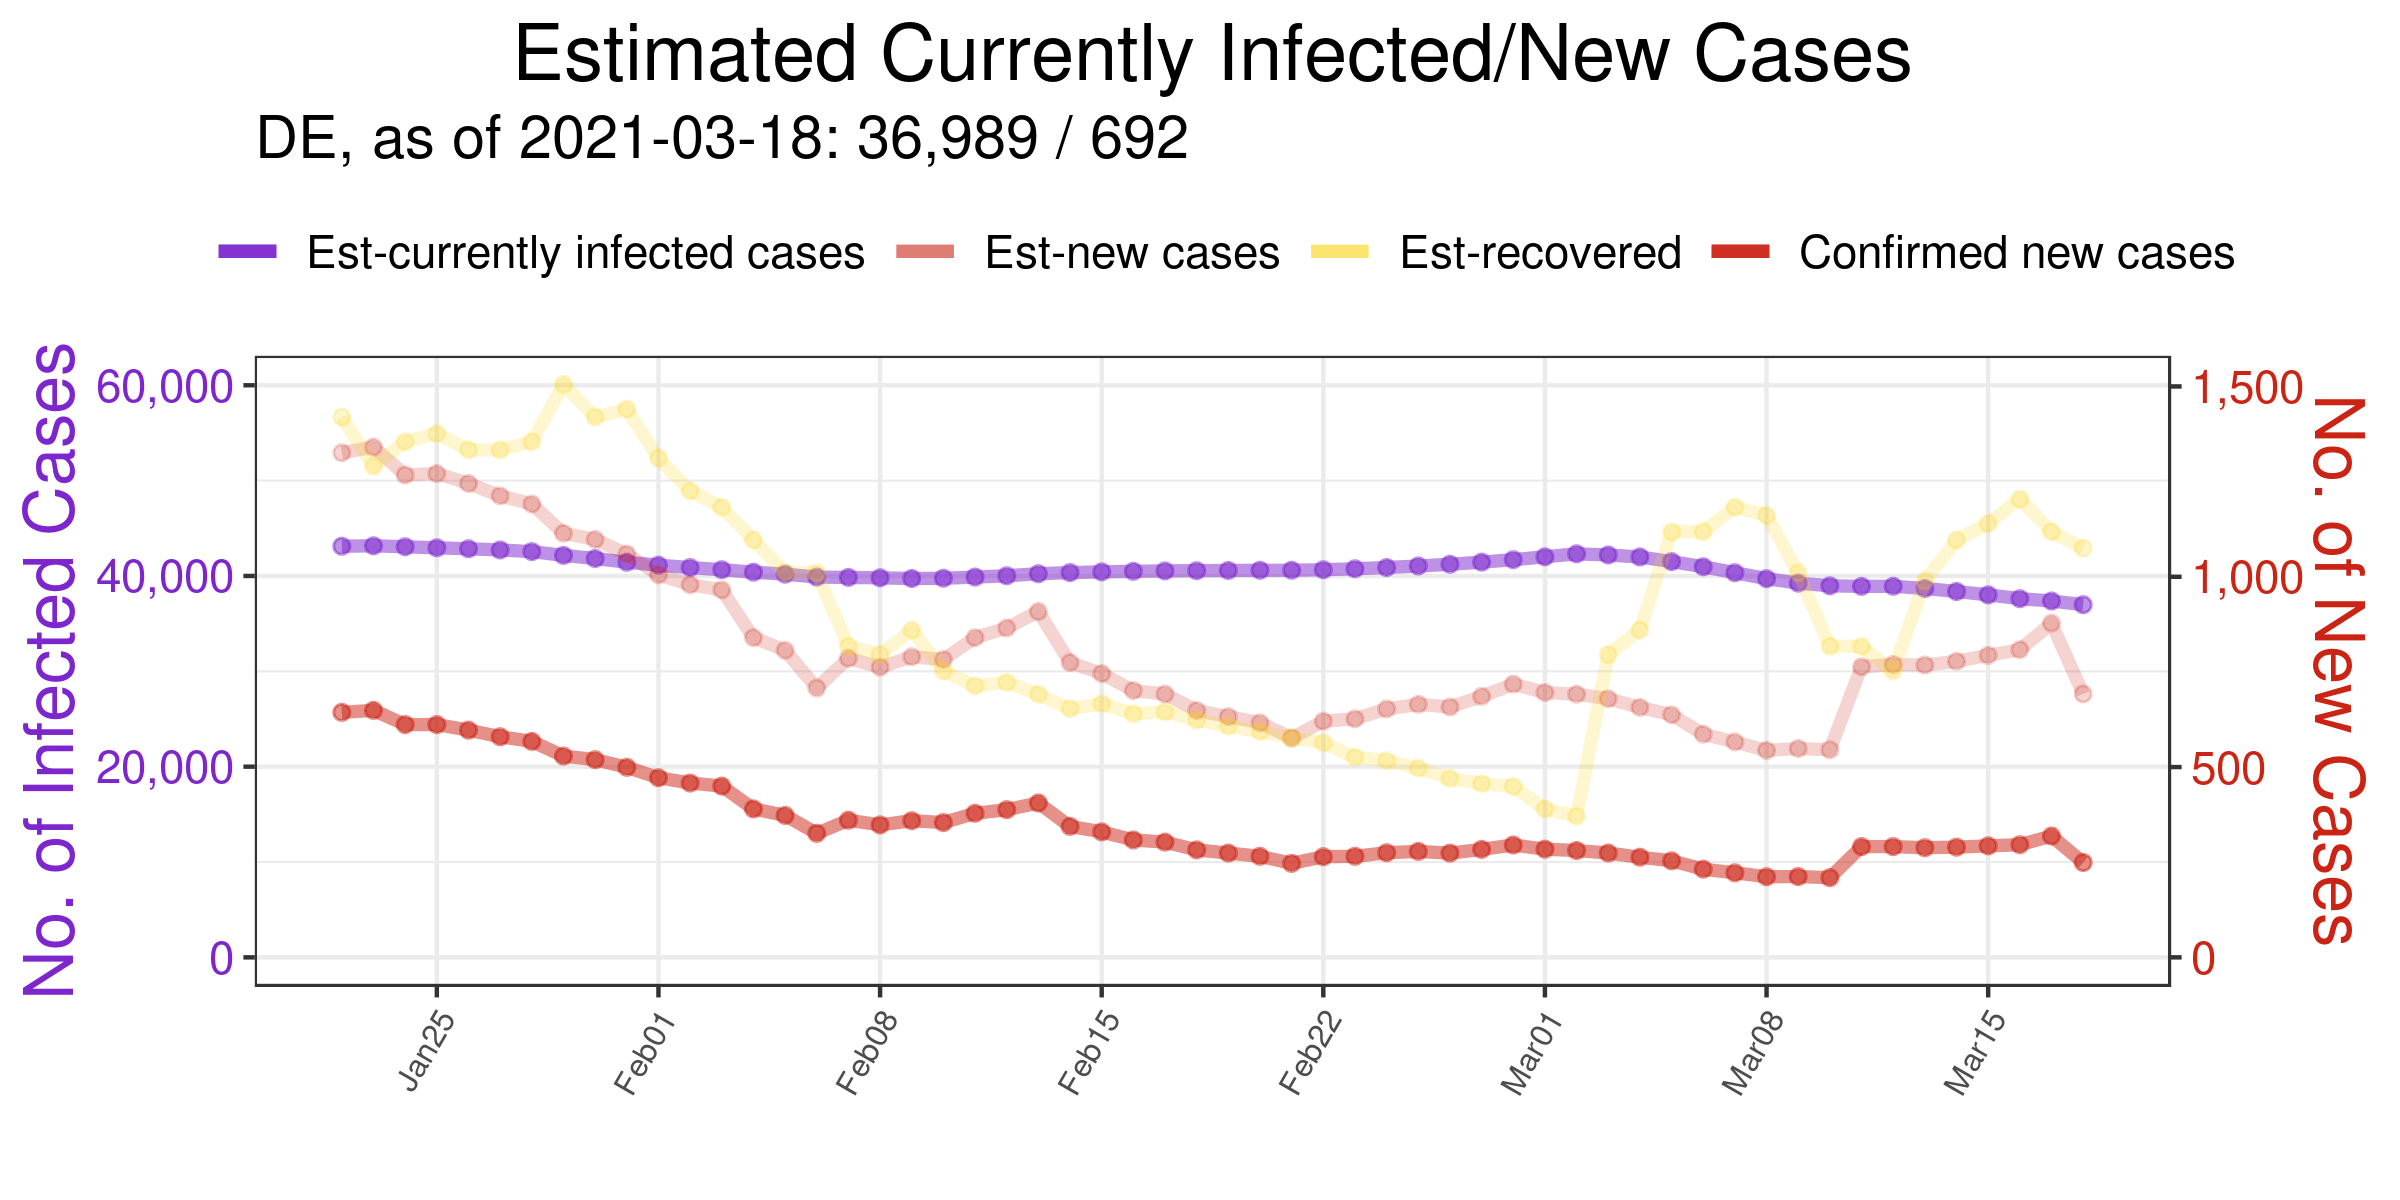 Estimated Currently Infected/New Cases
DE, as of 2021-03-18: 36,989 / 692
Est-currently infected cases Est-new cases Est-recovered Confirmed new cases
No. of Infected Cases
60,000
40,000
20,000
0
1,500
1,000
500
0
No. of New Cases
Jan25 Feb01 Feb08 Feb15 Feb22 Mar01 Mar08 Mar15